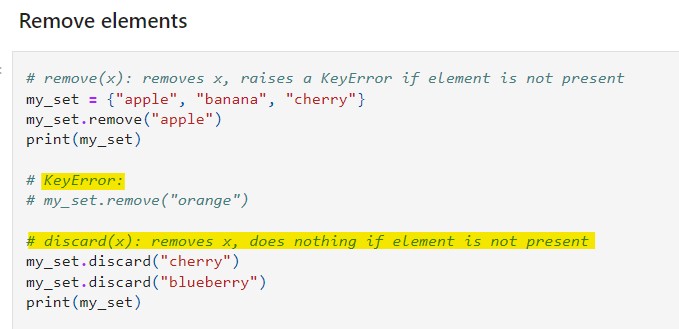 Remove elements
# remove(x): removes x, raises a KeyError if element is not present
my_set = {"apple", "banana", "cherry"}
my_set.remove("apple")
print(my_set)
# KeyError:
# my_set.remove("orange")
# discard(x): removes x, does nothing if element is not present
my_set.discard("cherry")
my_set.discard("blueberry")
print(my_set)